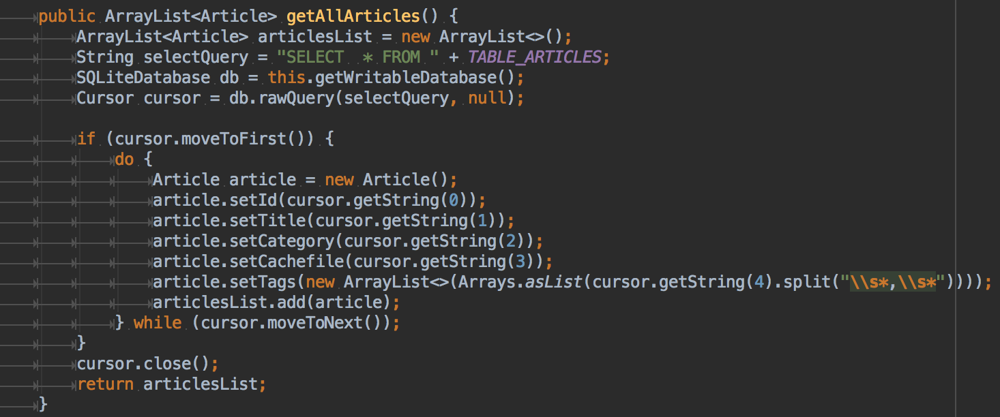 public ArrayList<Article> getAllArticles() {
ArrayList<Article> articlesList = new ArrayList<>();
String selectQuery = "SELECT  * FROM " + TABLE_ARTICLES;
SQLiteDatabase db = this.getWritableDatabase();
Cursor cursor = db.rawQuery(selectQuery, null);
if (cursor.moveToFirst()) {
do {
Article article = new Article();
article.setId(cursor.getString(0));
article.setTitle(cursor.getString(1));
article.setCategory(cursor.getString(2));
article.setCachefile(cursor.getString(3));
article.setTags(new ArrayList<>(Arrays.asList(cursor.getString(4).split("\\s*,\\s*"))));
articlesList.add(article);
} while (cursor.moveToNext());
}
cursor.close();
return articlesList;
}